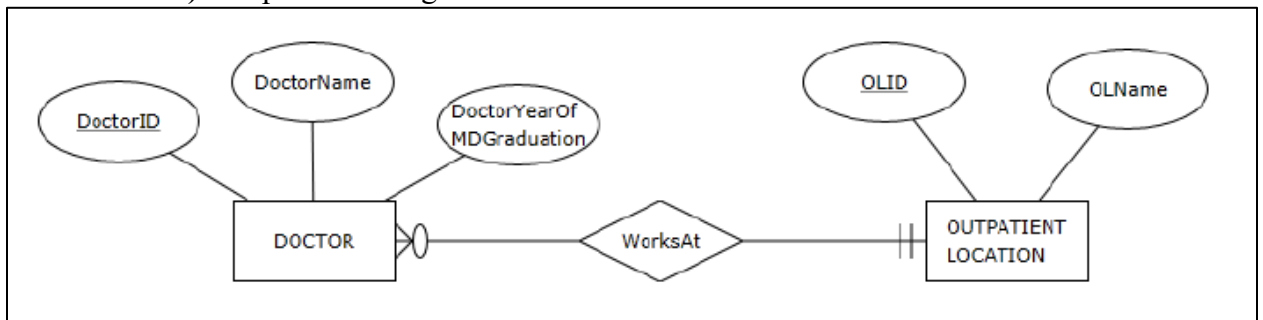 DoctorID
DoctorName
DoctorYearOf
MDGraduation
OLID
OLName
DOCTOR
WorksAt
OUTPATIENT
LOCATION